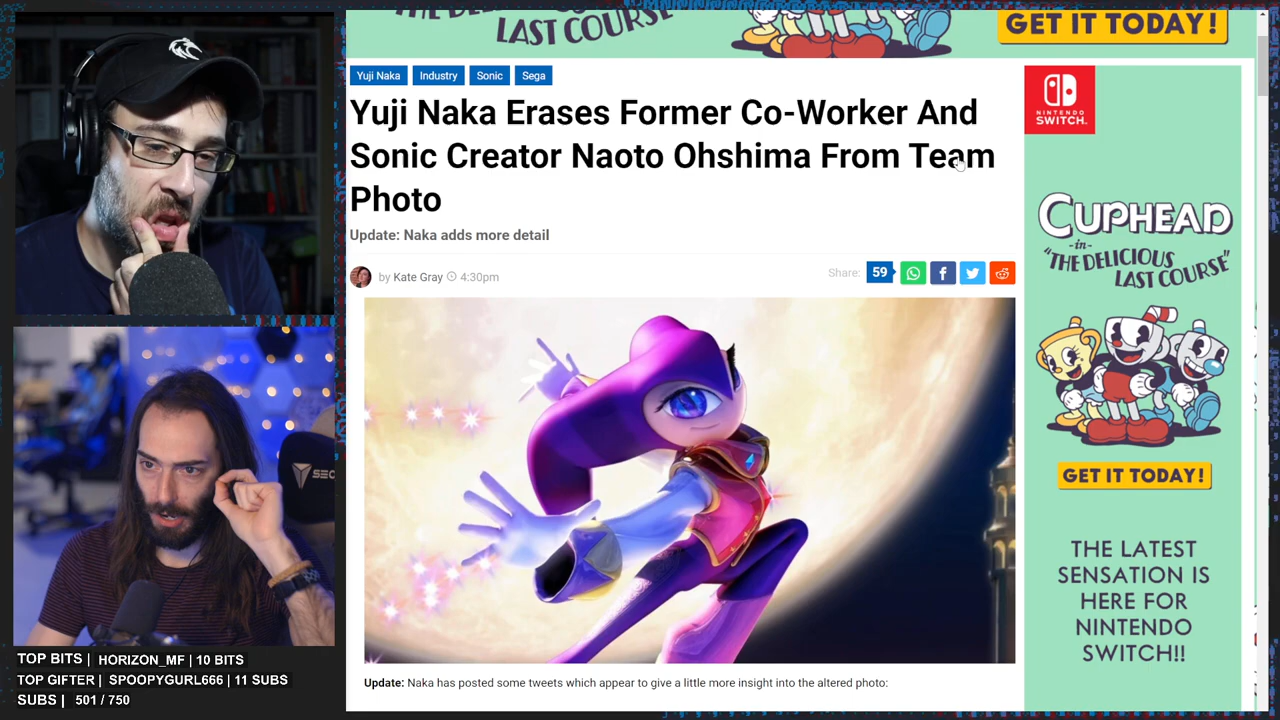 THE DELICIOUS
LAST COURSE"
GET IT TODAY!
Yuji Naka
Industry
Sonic
Sega
Yuji Naka Erases Former Co-Worker And
Sonic Creator Naoto Ohshima From Team
Photo
Update: Naka adds more detail
by Kate Gray 4:30pm
Share: 59
NINTENDO
SWITCH™
CUPHEAD
-in-
"THE DELICIOUS
LAST COURSE"
GET IT TODAY!
THE LATEST
SENSATION IS
HERE FOR
NINTENDO
SWITCH!!
Update: Naka has posted some tweets which appear to give a little more insight into the altered photo:
TOP BITS | HORIZON_MF | 10 BITS
TOP GIFTER | SPOOPYGURL666 | 11 SUBS
SUBS | 501 / 750